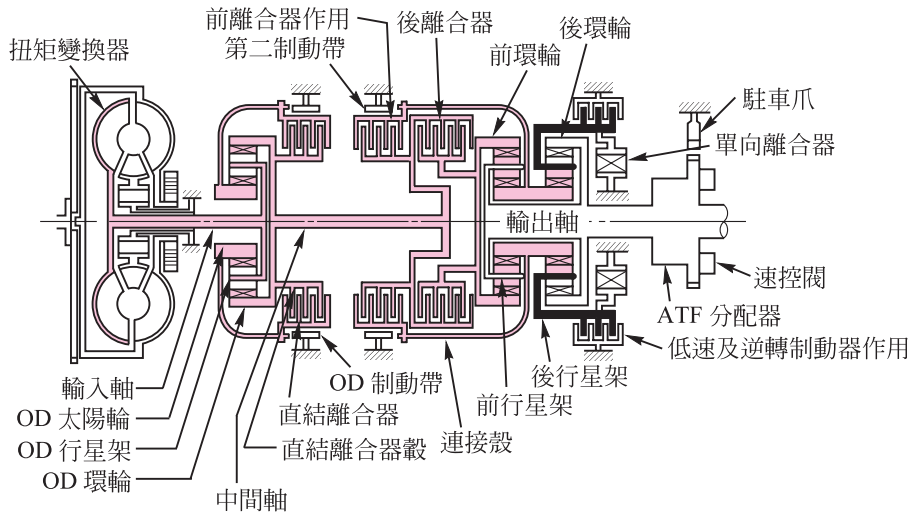 前離合器作用
第二制動帶
後離合器
後環輪
前環輪
扭矩變換器
駐車爪
單向離合器
輸出軸
速控閥
ATF 分配器
低速及逆轉制動器作用
後行星架
前行星架
OD 制動帶
連接殼
直結離合器
直結離合器轂
輸入軸
OD 太陽輪
OD 行星架
OD 環輪
中間軸